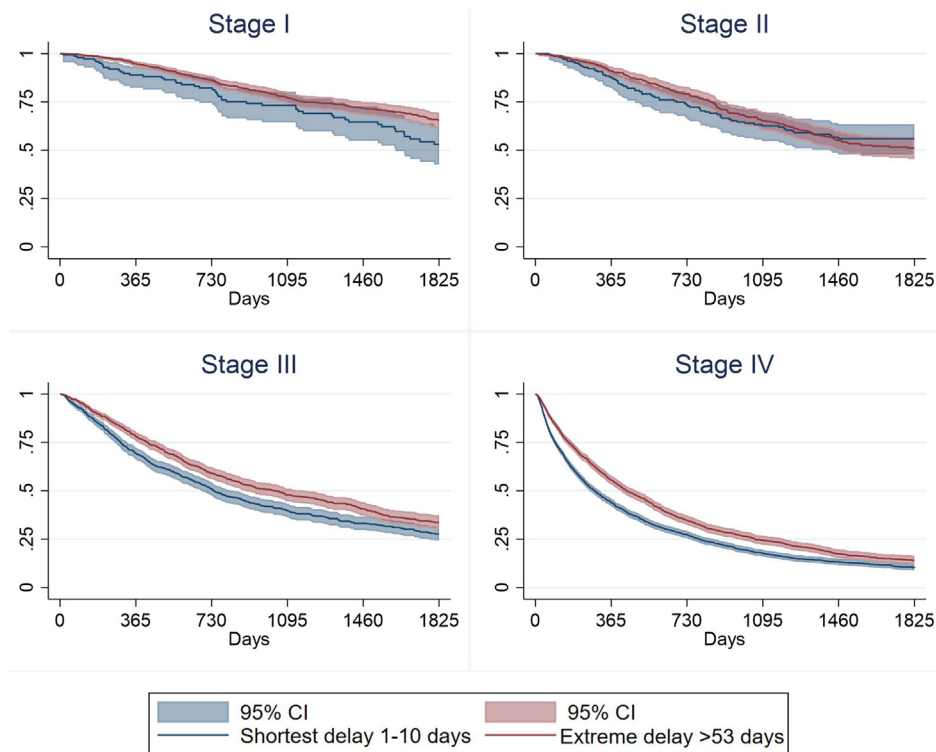 Stage I
1
.75
.5
.25
0
0 365 730 1095 1460 1825
Days
Stage II
1
.75
.5
.25
0
0 365 730 1095 1460 1825
Days
Stage III
1
.75
.5
.25
0
0 365 730 1095 1460 1825
Days
Stage IV
1
.75
.5
.25
0
0 365 730 1095 1460 1825
Days
95% CI 95% CI
Shortest delay 1-10 days Extreme delay >53 days